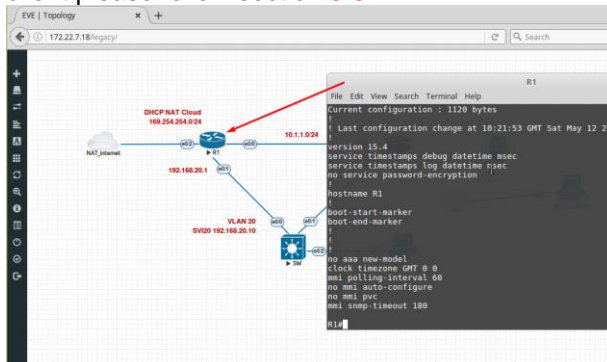 EVE | Topology
172.22.7.18/legacy/
Search
DHCP NAT Cloud
169.254.254.0/24
NAT_internet
e0/2
R1
e0/0
10.1.1.0/24
192.168.20.1
e0/1
VLAN 20
SVI20 192.168.20.10
e0/0
e0/1
SW
R1
File Edit View Search Terminal Help
Current configuration : 1120 bytes
!
! Last configuration change at 10:21:53 GMT Sat May 12 2
!
version 15.4
service timestamps debug datetime msec
service timestamps log datetime msec
no service password-encryption
!
hostname R1
!
boot-start-marker
boot-end-marker
!
!
no aaa new-model
clock timezone GMT 0 0
mmi polling-interval 60
no mmi auto-configure
no mmi pvc
mmi snmp-timeout 180
R1#